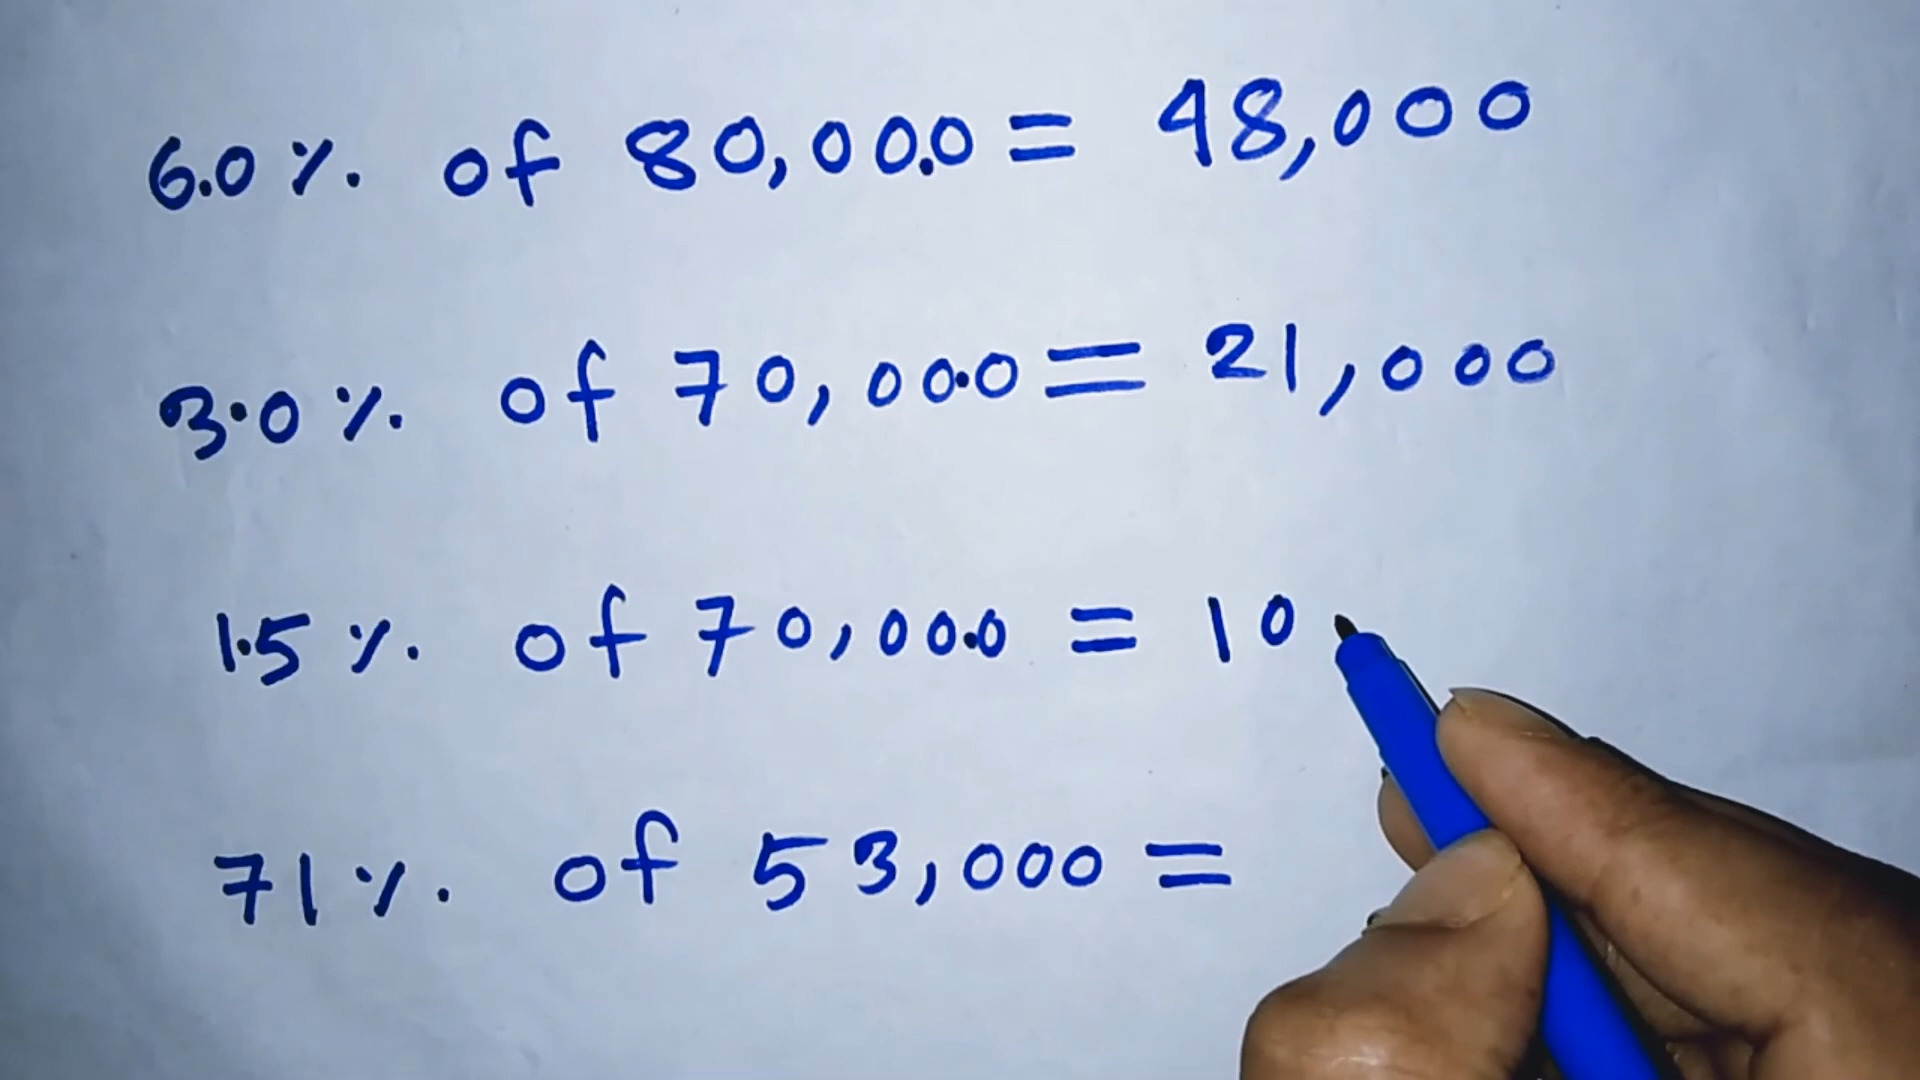 6.0% of 80,00.0 = 48,000
3.0% of 70,00.0 = 21,000
1.5% of 70,00.0 = 10
71% of 53,000 =